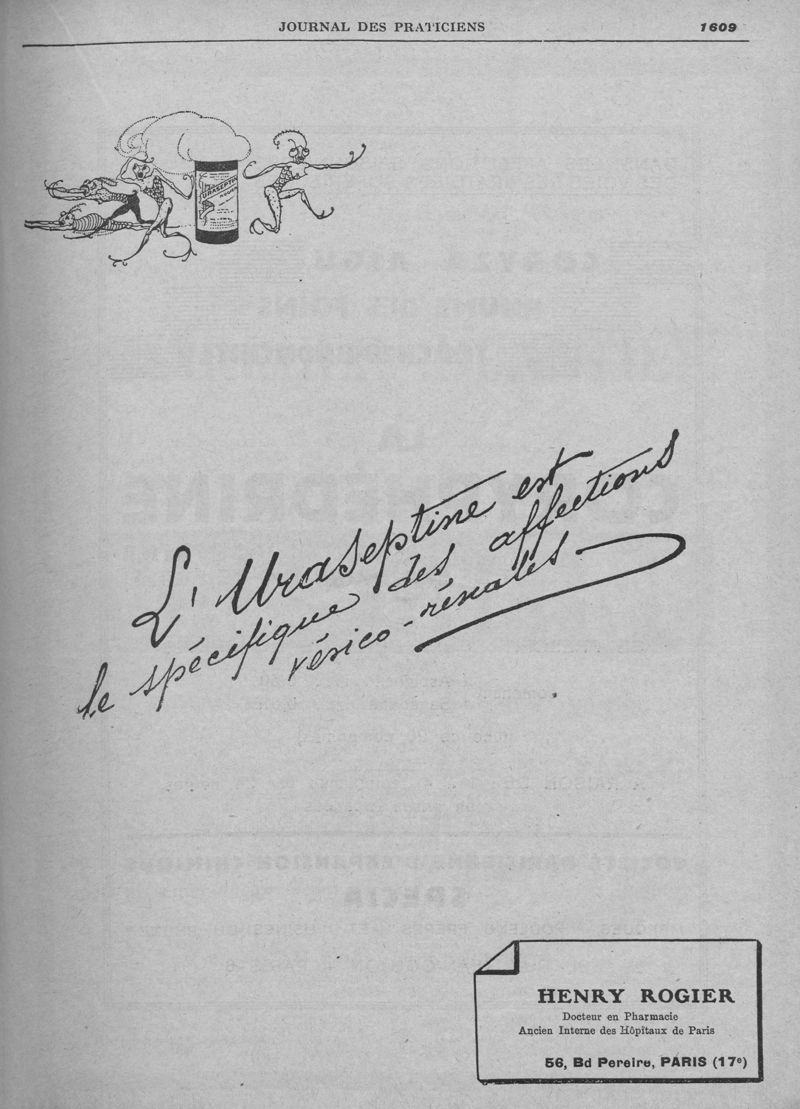 JOURNAL DES PRATICIENS
1609
URASEPTINE
L'Uraseptine est
le spécifique des affections
vésico-rénales
HENRY ROGIER
Docteur en Pharmacie
Ancien Interne des Hôpitaux de Paris
56, Bd Pereire, PARIS (17e)